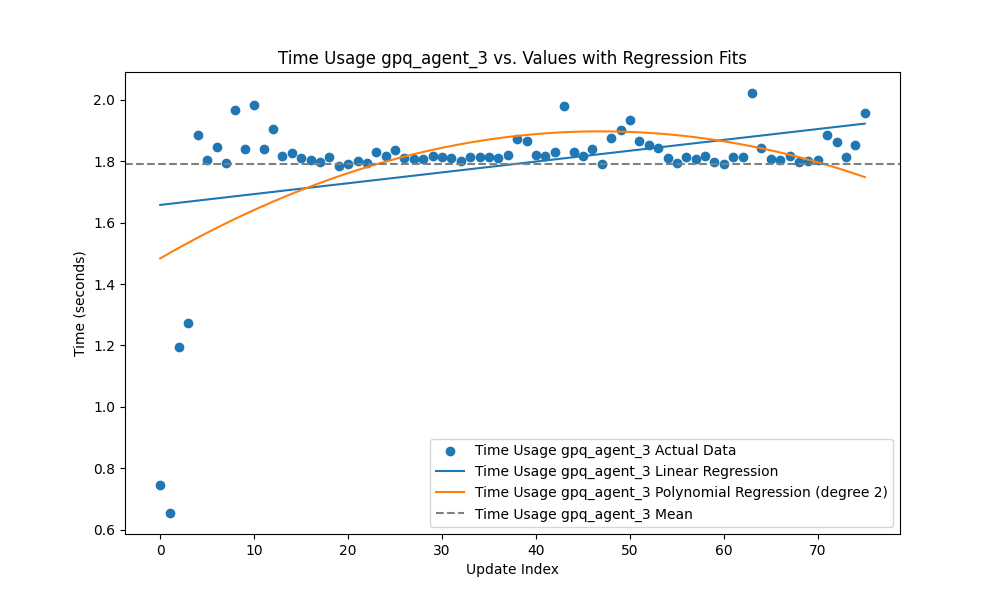 Time Usage gpq_agent_3 vs. Values with Regression Fits
2.0
1.8
1.6
1.4
1.2
1.0
0.8
0.6
Time (seconds)
Time Usage gpq_agent_3 Actual Data
Time Usage gpq_agent_3 Linear Regression
Time Usage gpq_agent_3 Polynomial Regression (degree 2)
Time Usage gpq_agent_3 Mean
0 10 20 30 40 50 60 70
Update Index